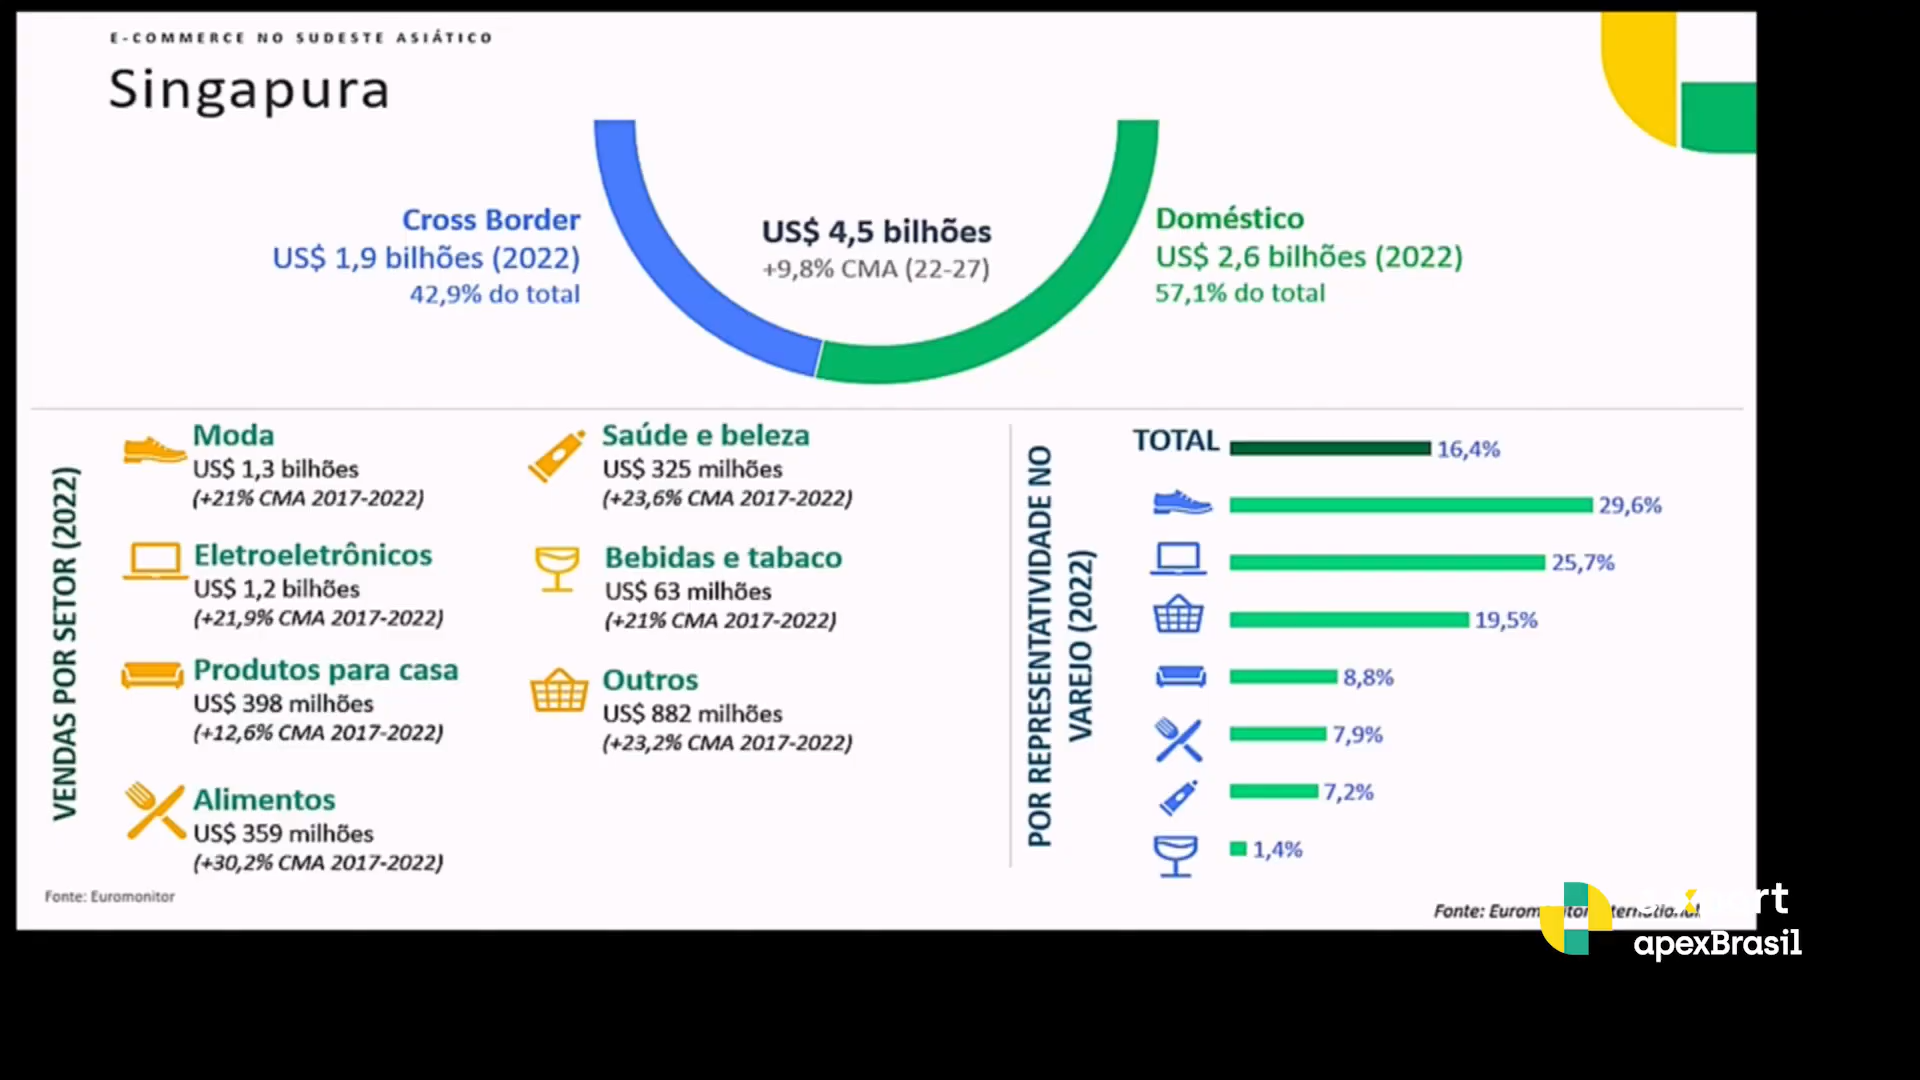 E-COMMERCE NO SUDESTE ASIÁTICO
Singapura
Cross Border
US$ 1,9 bilhões (2022)
42,9% do total
US$ 4,5 bilhões
+9,8% CMA (22-27)
Doméstico
US$ 2,6 bilhões (2022)
57,1% do total
VENDAS POR SETOR (2022)
Moda
US$ 1,3 bilhões
(+21% CMA 2017-2022)
Eletroeletrônicos
US$ 1,2 bilhões
(+21,9% CMA 2017-2022)
Produtos para casa
US$ 398 milhões
(+12,6% CMA 2017-2022)
Alimentos
US$ 359 milhões
(+30,2% CMA 2017-2022)
Saúde e beleza
US$ 325 milhões
(+23,6% CMA 2017-2022)
Bebidas e tabaco
US$ 63 milhões
(+21% CMA 2017-2022)
Outros
US$ 882 milhões
(+23,2% CMA 2017-2022)
POR REPRESENTATIVIDADE NO
VAREJO (2022)
TOTAL 16,4%
29,6%
25,7%
19,5%
8,8%
7,9%
7,2%
1,4%
Fonte: Euromonitor
Fonte: Euromonitor International
apexBrasil